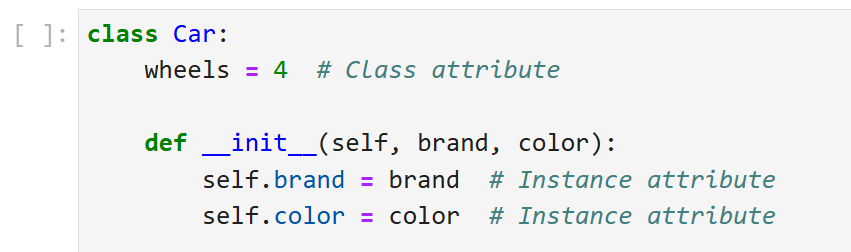 [ ]: class Car:
    wheels = 4  # Class attribute

    def __init__(self, brand, color):
        self.brand = brand  # Instance attribute
        self.color = color  # Instance attribute